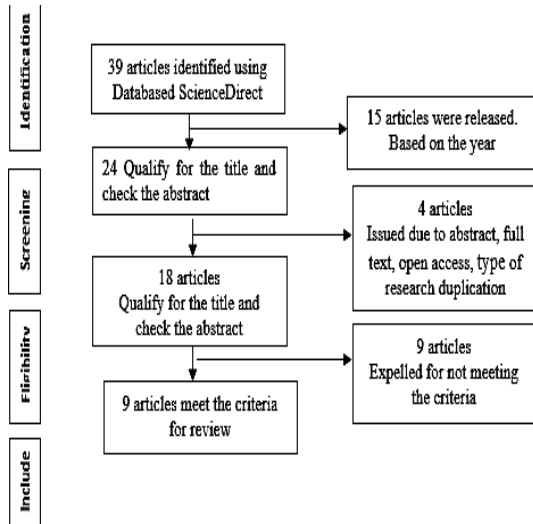 Identification
39 articles identified using
Databased ScienceDirect
15 articles were released.
Based on the year
24 Qualify for the title and
check the abstract
Screening
4 articles
Issued due to abstract, full
text, open access, type of
research duplication
18 articles
Qualify for the title and
check the abstract
Eligibility
9 articles
Expelled for not meeting
the criteria
9 articles meet the criteria
for review
Include